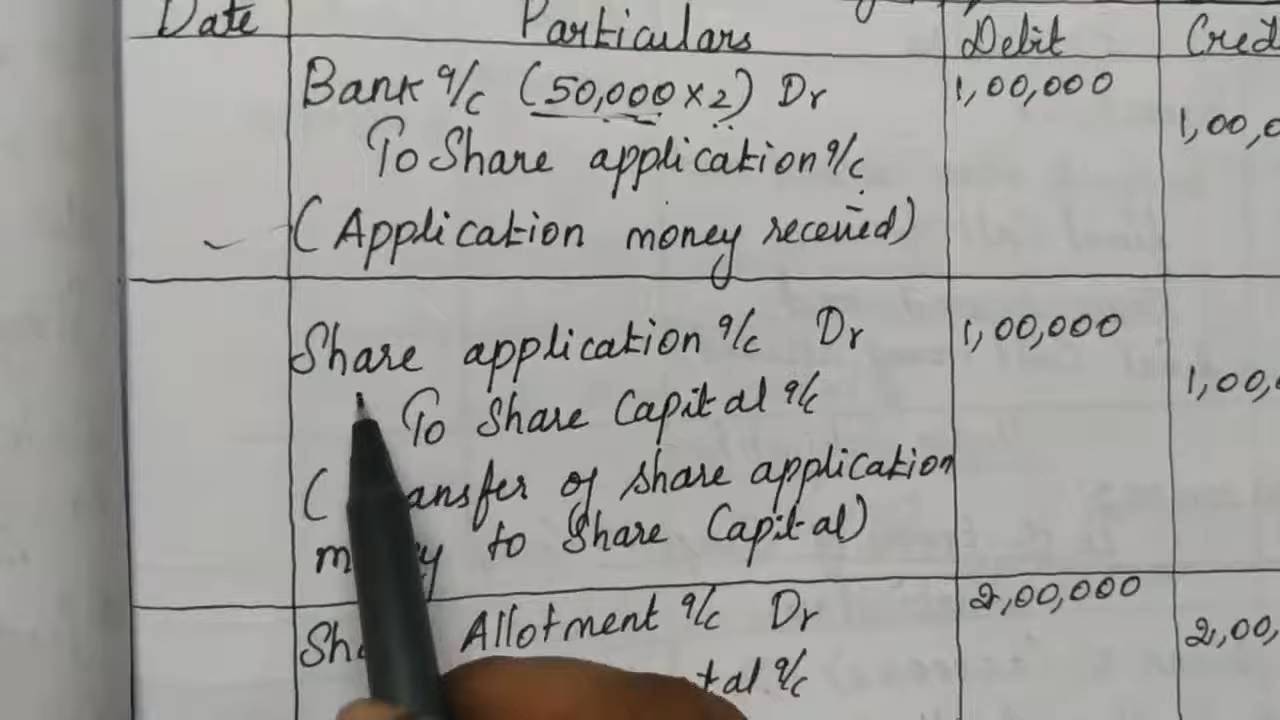 Date Particulars Debit Cred
Bank a/c (50,000 × 2) Dr 1,00,000
To Share application a/c 1,00,0
(Application money received)
Share application a/c Dr 1,00,000
To Share Capital a/c 1,00,
( ansfer of share application
m y to Share Capital)
Sha Allotment a/c Dr 2,00,000
tal a/c 2,00,